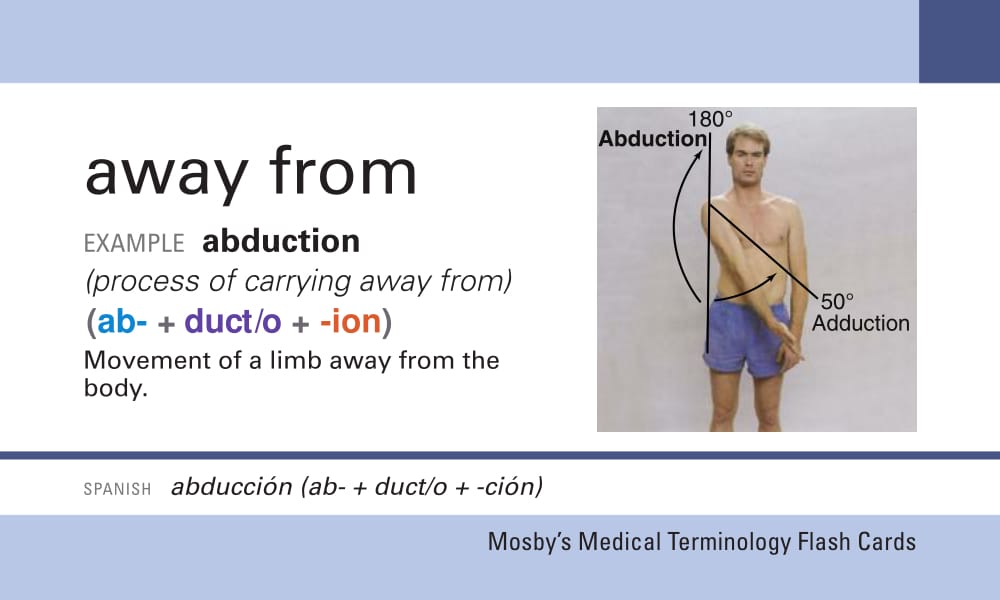 away from
EXAMPLE abduction
(process of carrying away from)
(ab- + duct/o + -ion)
Movement of a limb away from the
body.
180°
Abduction
50°
Adduction
SPANISH abducción (ab- + duct/o + -ción)
Mosby's Medical Terminology Flash Cards